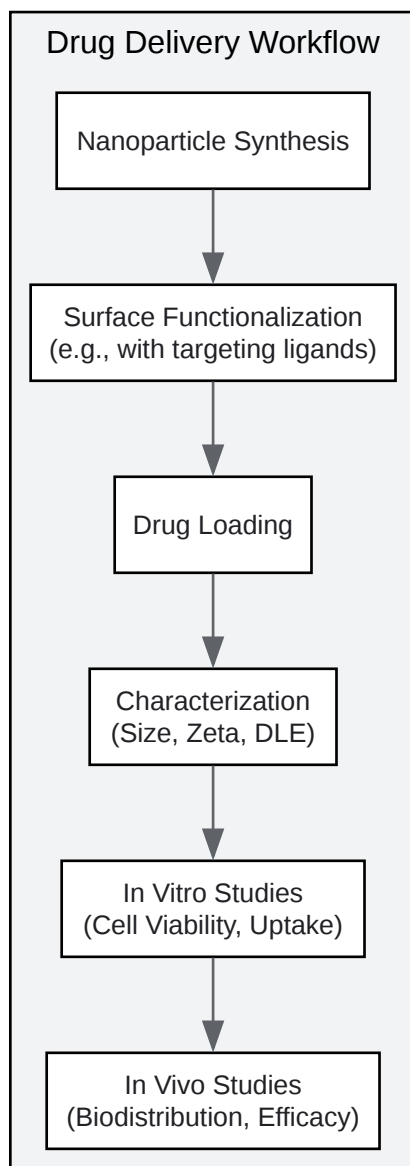 Drug Delivery Workflow
Nanoparticle Synthesis
Surface Functionalization
(e.g., with targeting ligands)
Drug Loading
Characterization
(Size, Zeta, DLE)
In Vitro Studies
(Cell Viability, Uptake)
In Vivo Studies
(Biodistribution, Efficacy)